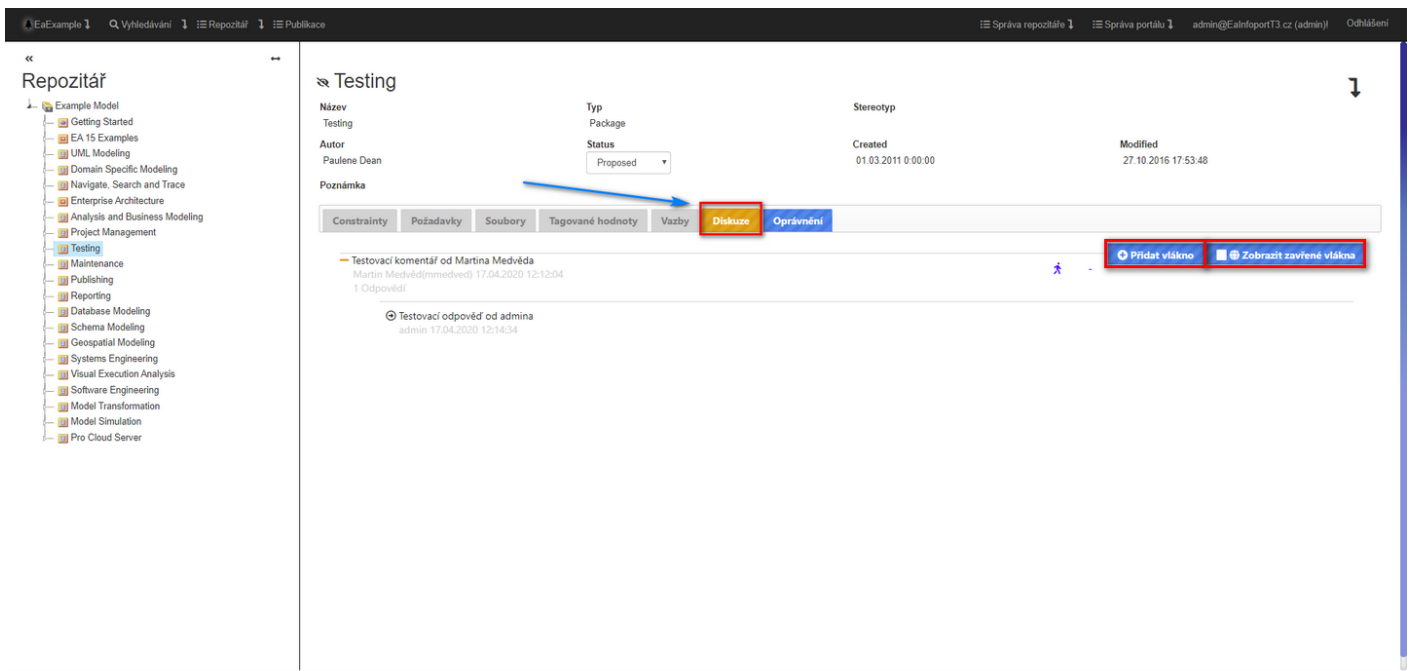 EaExample Vyhledávání Repozitář Publikace Správa repozitáře Správa portálu admin@EaInfoportT3.cz (admin)! Odhlášení
«
Repozitář
Example Model
Getting Started
EA 15 Examples
UML Modeling
Domain Specific Modeling
Navigate, Search and Trace
Enterprise Architecture
Analysis and Business Modeling
Project Management
Testing
Maintenance
Publishing
Reporting
Database Modeling
Schema Modeling
Geospatial Modeling
Systems Engineering
Visual Execution Analysis
Software Engineering
Model Transformation
Model Simulation
Pro Cloud Server
Testing
Název Typ Stereotyp
Testing Package
Autor Status Created Modified
Paulene Dean Proposed 01.03.2011 0:00:00 27.10.2016 17:53:48
Poznámka
Constrainty Požadavky Soubory Tagované hodnoty Vazby Diskuze Oprávnění
Přidat vlákno Zobrazit zavřené vlákna
Testovací komentář od Martina Medvěda
Martin Medvěd(mmedved) 17.04.2020 12:12:04
-
1 Odpovědí
Testovací odpověď od admina
admin 17.04.2020 12:14:34